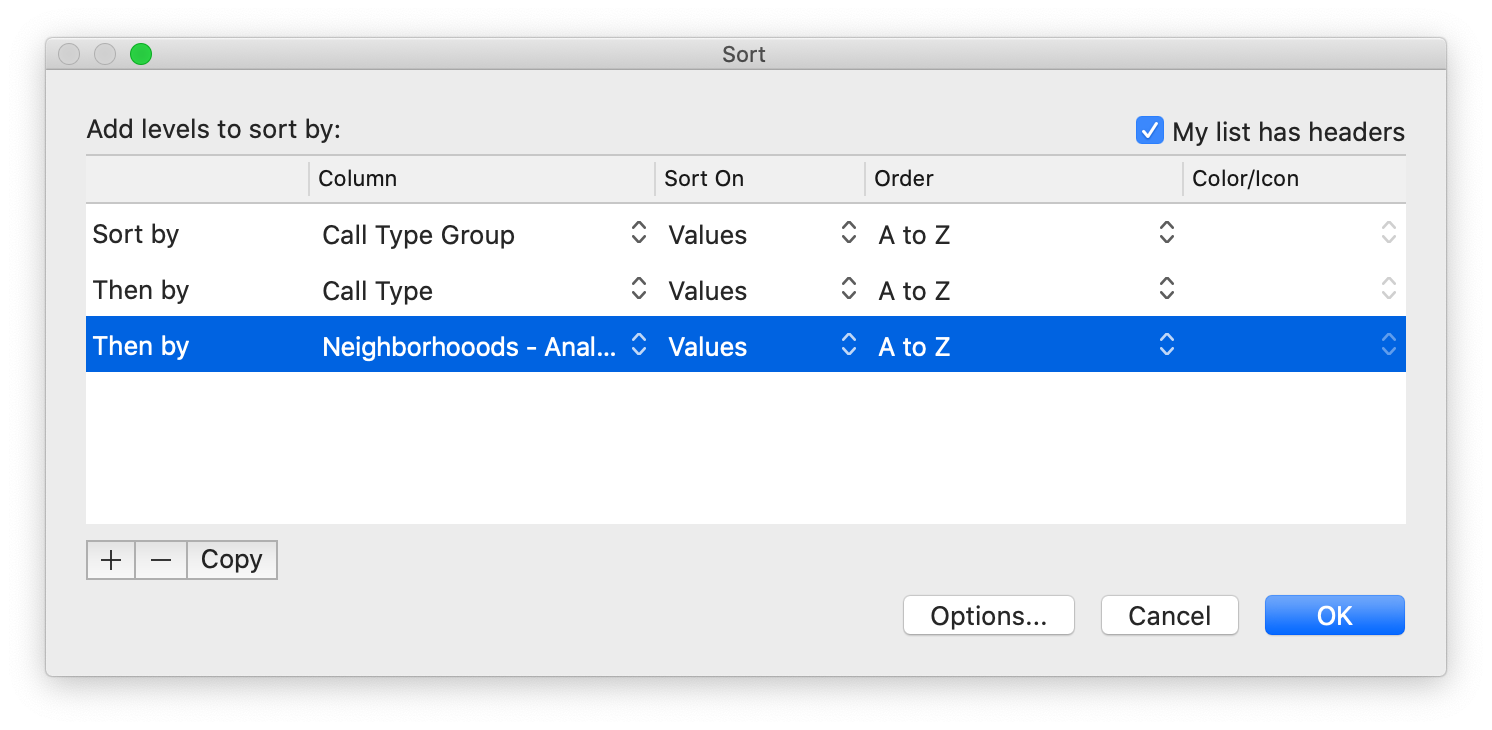 Sort
Add levels to sort by:
My list has headers
Column Sort On Order Color/Icon
Sort by Call Type Group Values A to Z
Then by Call Type Values A to Z
Then by Neighborhooods - Anal... Values A to Z
+ — Copy
Options... Cancel OK